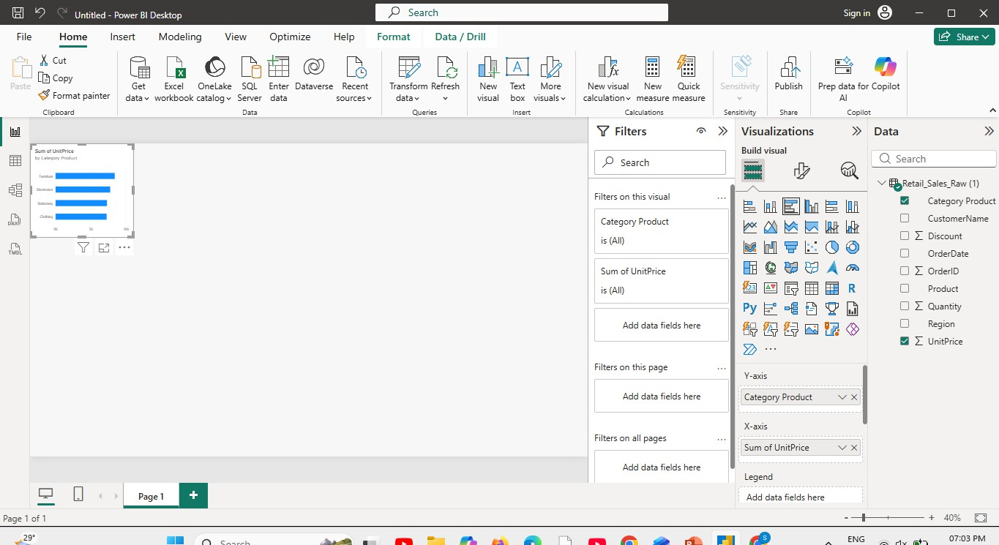 Untitled - Power BI Desktop
Search
Sign in
File
Home
Insert
Modeling
View
Optimize
Help
Format
Data / Drill
Share
Paste
Cut
Copy
Format painter
Clipboard
Get data
Excel workbook
OneLake catalog
SQL Server
Enter data
Dataverse
Recent sources
Data
Transform data
Refresh
Queries
New visual
Text box
More visuals
Insert
New visual calculation
New measure
Quick measure
Calculations
Sensitivity
Sensitivity
Publish
Share
Prep data for AI
Copilot
Copilot
DAX
TMDL
Sum of UnitPrice
by Category Product
Furniture
Electronics
Stationery
Clothing
0K
5K
10K
Filters
Search
Filters on this visual
Category Product
is (All)
Sum of UnitPrice
is (All)
Add data fields here
Filters on this page
Add data fields here
Filters on all pages
Add data fields here
Visualizations
Build visual
123
R
Py
Y-axis
Category Product
X-axis
Sum of UnitPrice
Legend
Add data fields here
Data
Search
Retail_Sales_Raw (1)
Category Product
CustomerName
Discount
OrderDate
OrderID
Product
Quantity
Region
UnitPrice
Page 1
Page 1 of 1
40%
29°
Search
S
ENG
07:03 PM